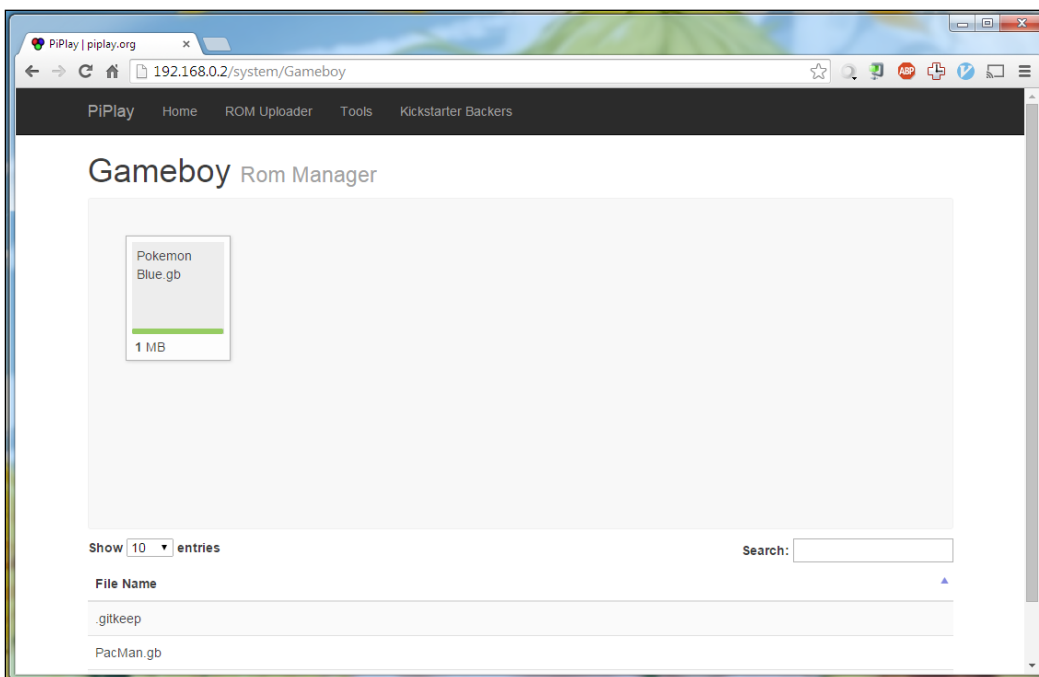 PiPlay | piplay.org
192.168.0.2/system/Gameboy
ABP
PiPlay Home ROM Uploader Tools Kickstarter Backers
Gameboy Rom Manager
Pokemon
Blue.gb
1 MB
Show 10 entries
Search:
File Name
.gitkeep
PacMan.gb